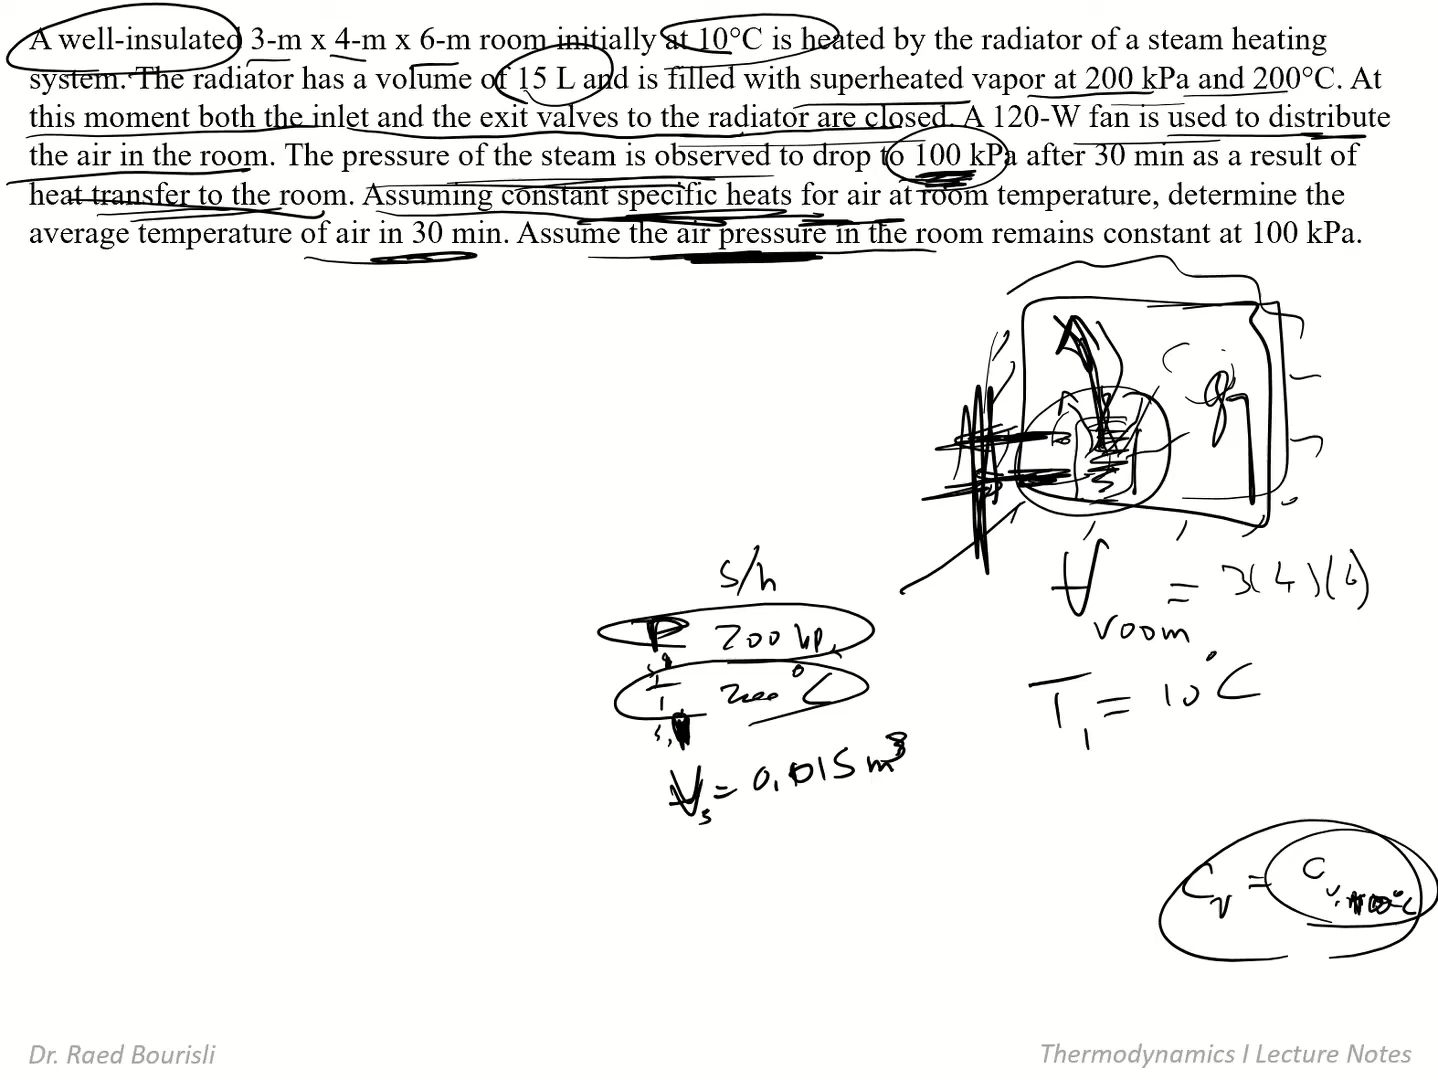 A well-insulated 3-m x 4-m x 6-m room initially at 10°C is heated by the radiator of a steam heating
system. The radiator has a volume of 15 L and is filled with superheated vapor at 200 kPa and 200°C. At
this moment both the inlet and the exit valves to the radiator are closed. A 120-W fan is used to distribute
the air in the room. The pressure of the steam is observed to drop to 100 kPa after 30 min as a result of
heat transfer to the room. Assuming constant specific heats for air at room temperature, determine the
average temperature of air in 30 min. Assume the air pressure in the room remains constant at 100 kPa.
s/h
P 200 kPa
T 200°C
V_s = 0.015 m³
V_room = 3(4)(6)
T_1 = 10°C
C_v = C_v,
Dr. Raed Bourisli
Thermodynamics I Lecture Notes